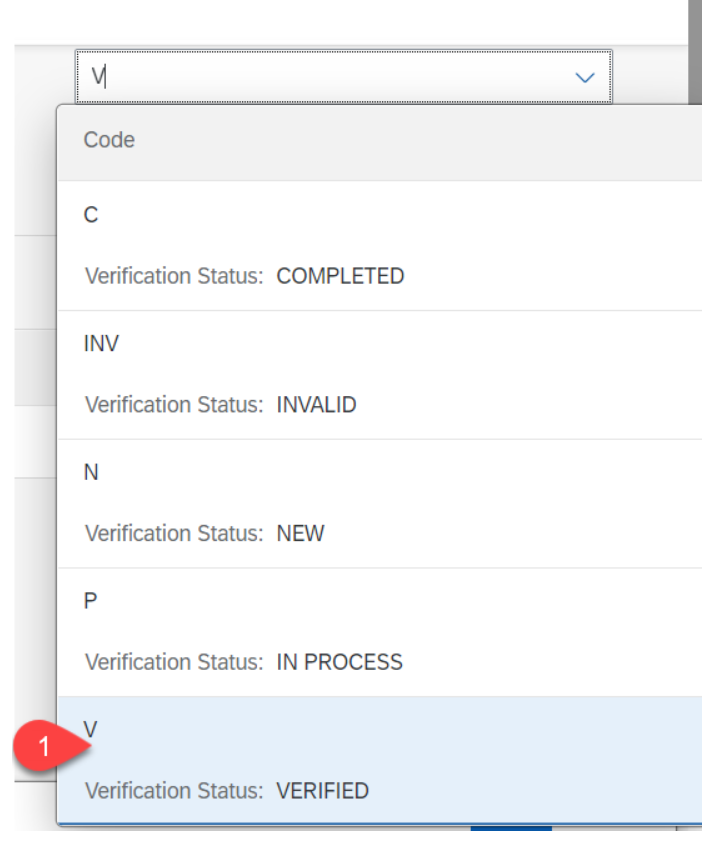 V
Code
C
Verification Status: COMPLETED
INV
Verification Status: INVALID
N
Verification Status: NEW
P
Verification Status: IN PROCESS
V
1
Verification Status: VERIFIED